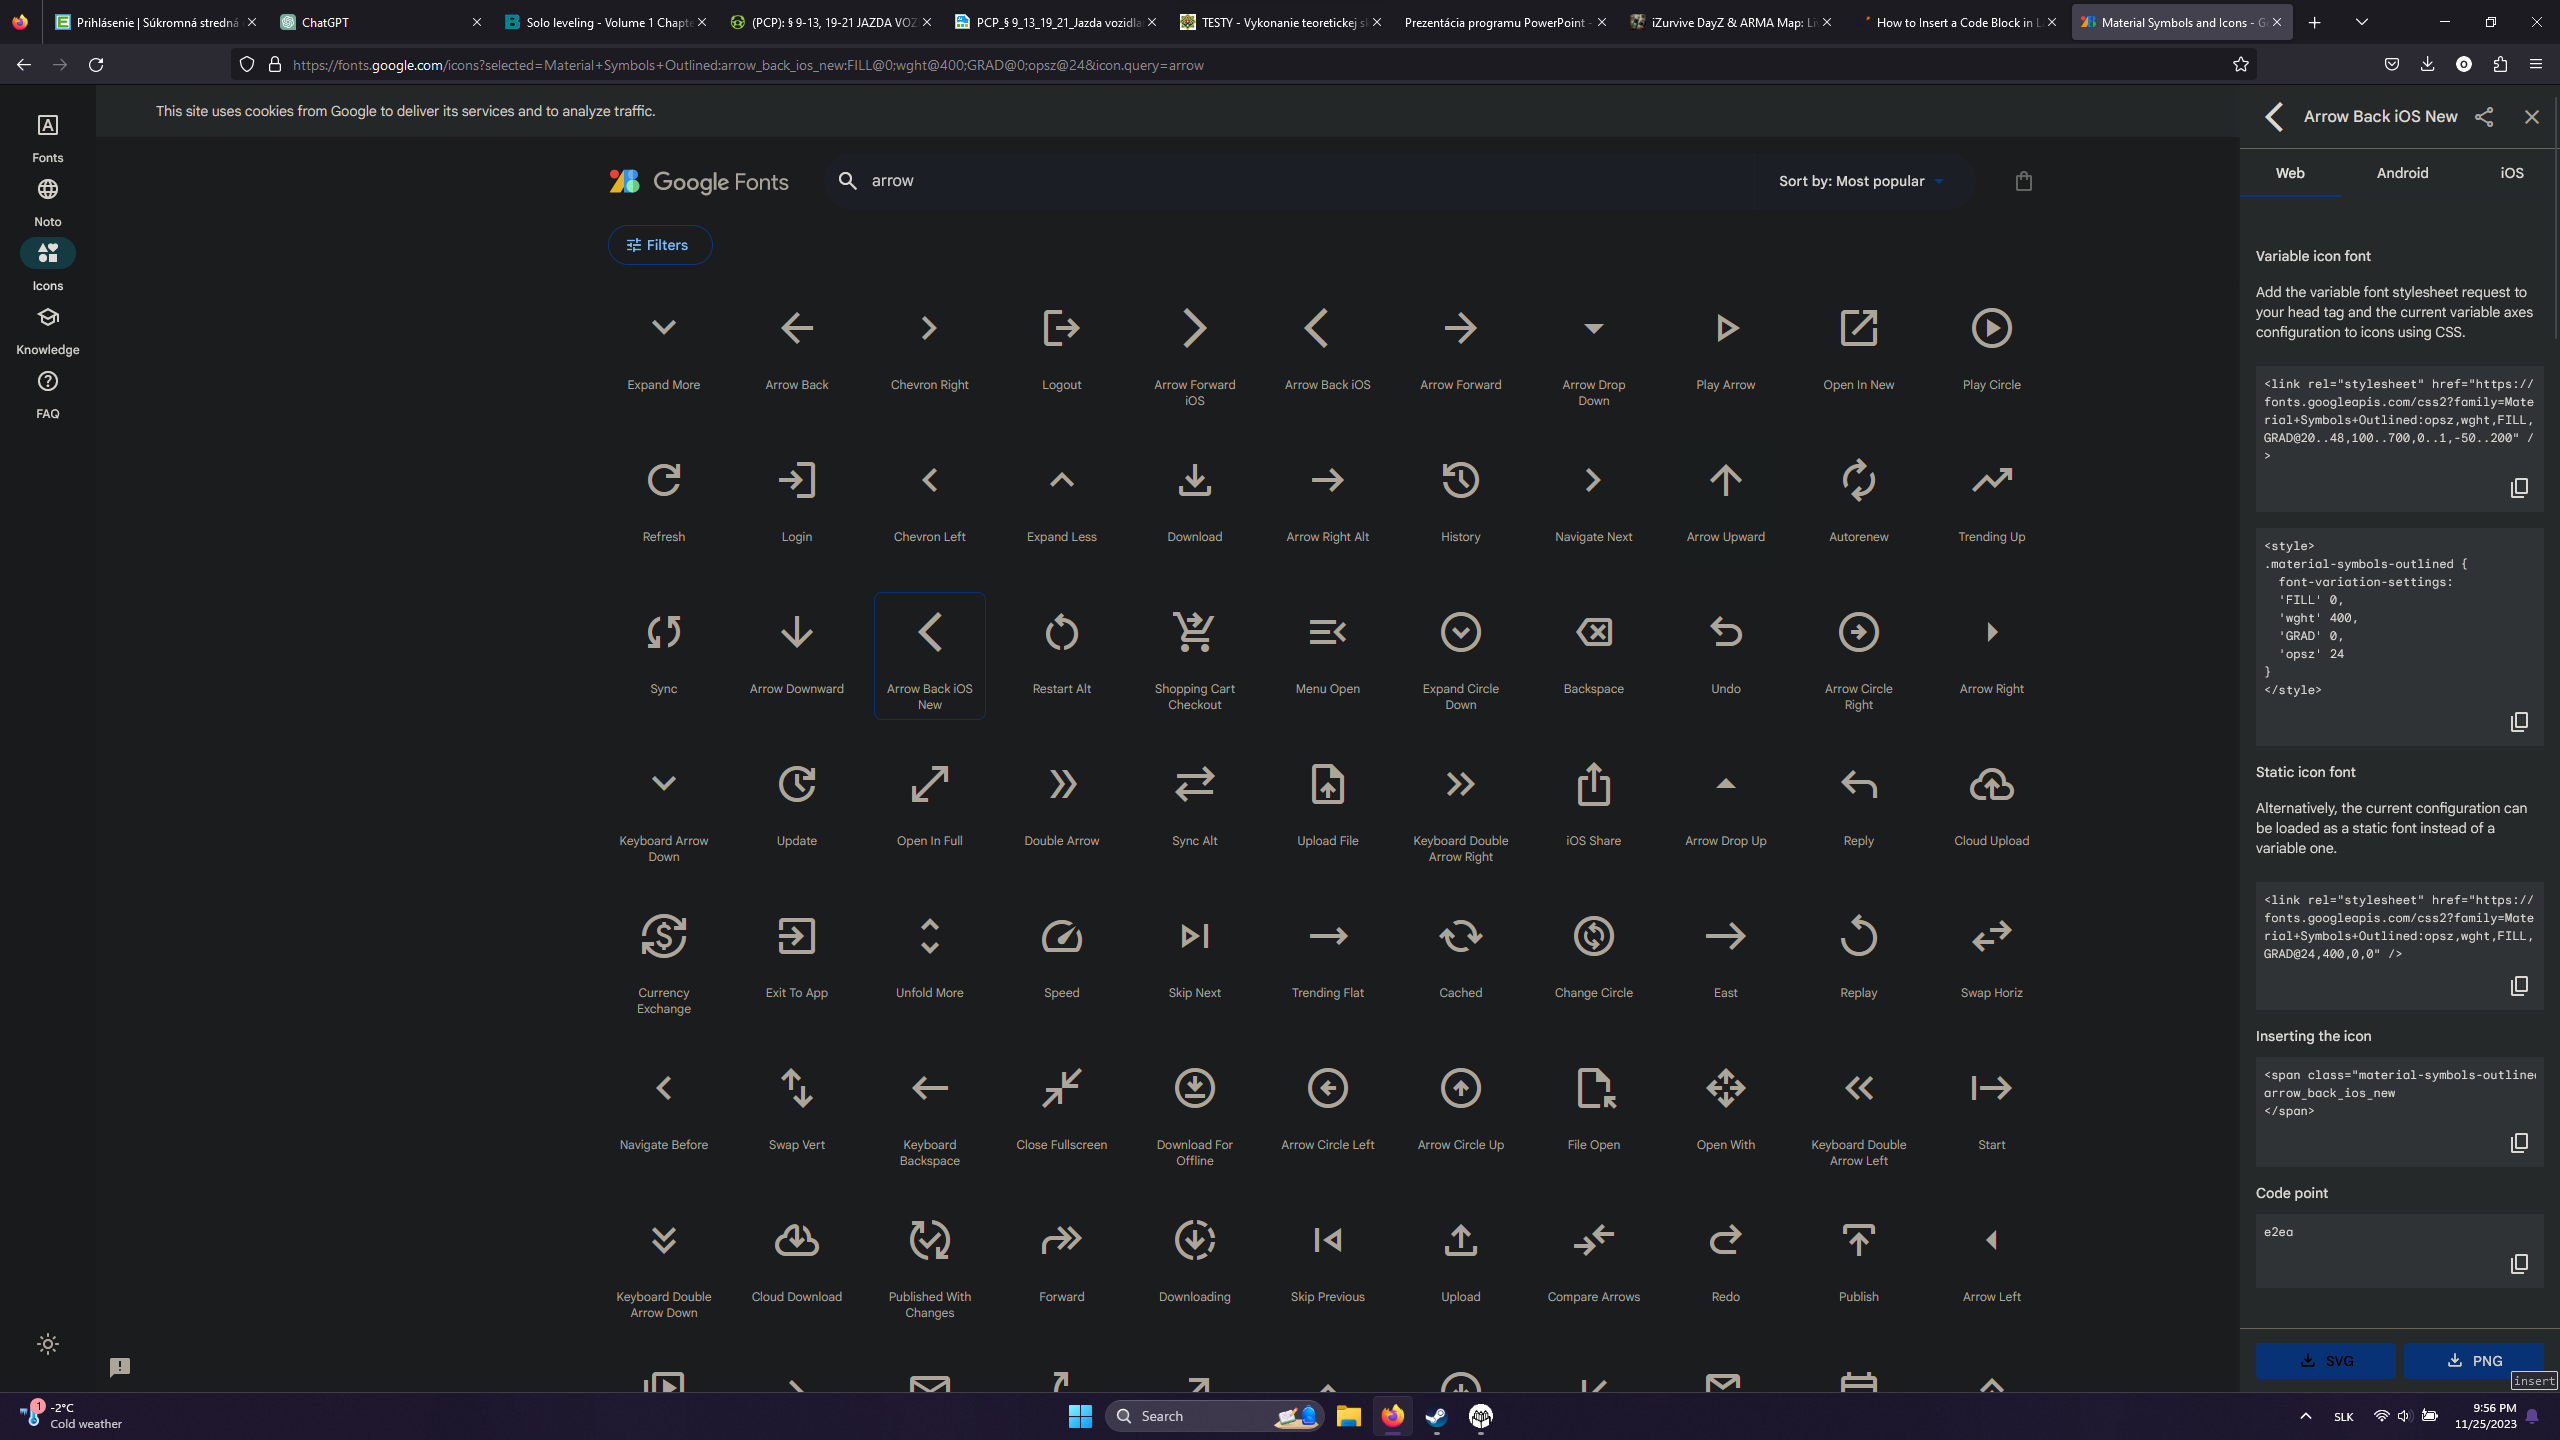 Prihlásenie | Súkromná stredná
ChatGPT
Solo leveling - Volume 1 Chapte
(PCP): § 9-13, 19-21 JAZDA VOZ
PCP_§ 9_13_19_21_Jazda vozidla
TESTY - Vykonanie teoretickej sk
Prezentácia programu PowerPoint -
iZurvive DayZ & ARMA Map: Li
How to Insert a Code Block in L
Material Symbols and Icons - G
https://fonts.google.com/icons?selected=Material+Symbols+Outlined:arrow_back_ios_new:FILL@0;wght@400;GRAD@0;opsz@24&icon.query=arrow
Fonts
Noto
Icons
Knowledge
FAQ
This site uses cookies from Google to deliver its services and to analyze traffic.
Google Fonts
arrow
Sort by: Most popular
Filters
Expand More
Arrow Back
Chevron Right
Logout
Arrow Forward
iOS
Arrow Back iOS
Arrow Forward
Arrow Drop
Down
Play Arrow
Open In New
Play Circle
Refresh
Login
Chevron Left
Expand Less
Download
Arrow Right Alt
History
Navigate Next
Arrow Upward
Autorenew
Trending Up
Sync
Arrow Downward
Arrow Back iOS
New
Restart Alt
Shopping Cart
Checkout
Menu Open
Expand Circle
Down
Backspace
Undo
Arrow Circle
Right
Arrow Right
Keyboard Arrow
Down
Update
Open In Full
Double Arrow
Sync Alt
Upload File
Keyboard Double
Arrow Right
iOS Share
Arrow Drop Up
Reply
Cloud Upload
Currency
Exchange
Exit To App
Unfold More
Speed
Skip Next
Trending Flat
Cached
Change Circle
East
Replay
Swap Horiz
Navigate Before
Swap Vert
Keyboard
Backspace
Close Fullscreen
Download For
Offline
Arrow Circle Left
Arrow Circle Up
File Open
Open With
Keyboard Double
Arrow Left
Start
Keyboard Double
Arrow Down
Cloud Download
Published With
Changes
Forward
Downloading
Skip Previous
Upload
Compare Arrows
Redo
Publish
Arrow Left
Arrow Back iOS New
Web
Android
iOS
Variable icon font
Add the variable font stylesheet request to
your head tag and the current variable axes
configuration to icons using CSS.
<link rel="stylesheet" href="https://
fonts.googleapis.com/css2?family=Mate
rial+Symbols+Outlined:opsz,wght,FILL,
GRAD@20..48,100..700,0..1,-50..200" /
>
<style>
.material-symbols-outlined {
font-variation-settings:
'FILL' 0,
'wght' 400,
'GRAD' 0,
'opsz' 24
}
</style>
Static icon font
Alternatively, the current configuration can
be loaded as a static font instead of a
variable one.
<link rel="stylesheet" href="https://
fonts.googleapis.com/css2?family=Mate
rial+Symbols+Outlined:opsz,wght,FILL,
GRAD@24,400,0,0" />
Inserting the icon
<span class="material-symbols-outline
arrow_back_ios_new
</span>
Code point
e2ea
SVG
PNG
insert
1
-2°C
Cold weather
Search
SLK
9:56 PM
11/25/2023